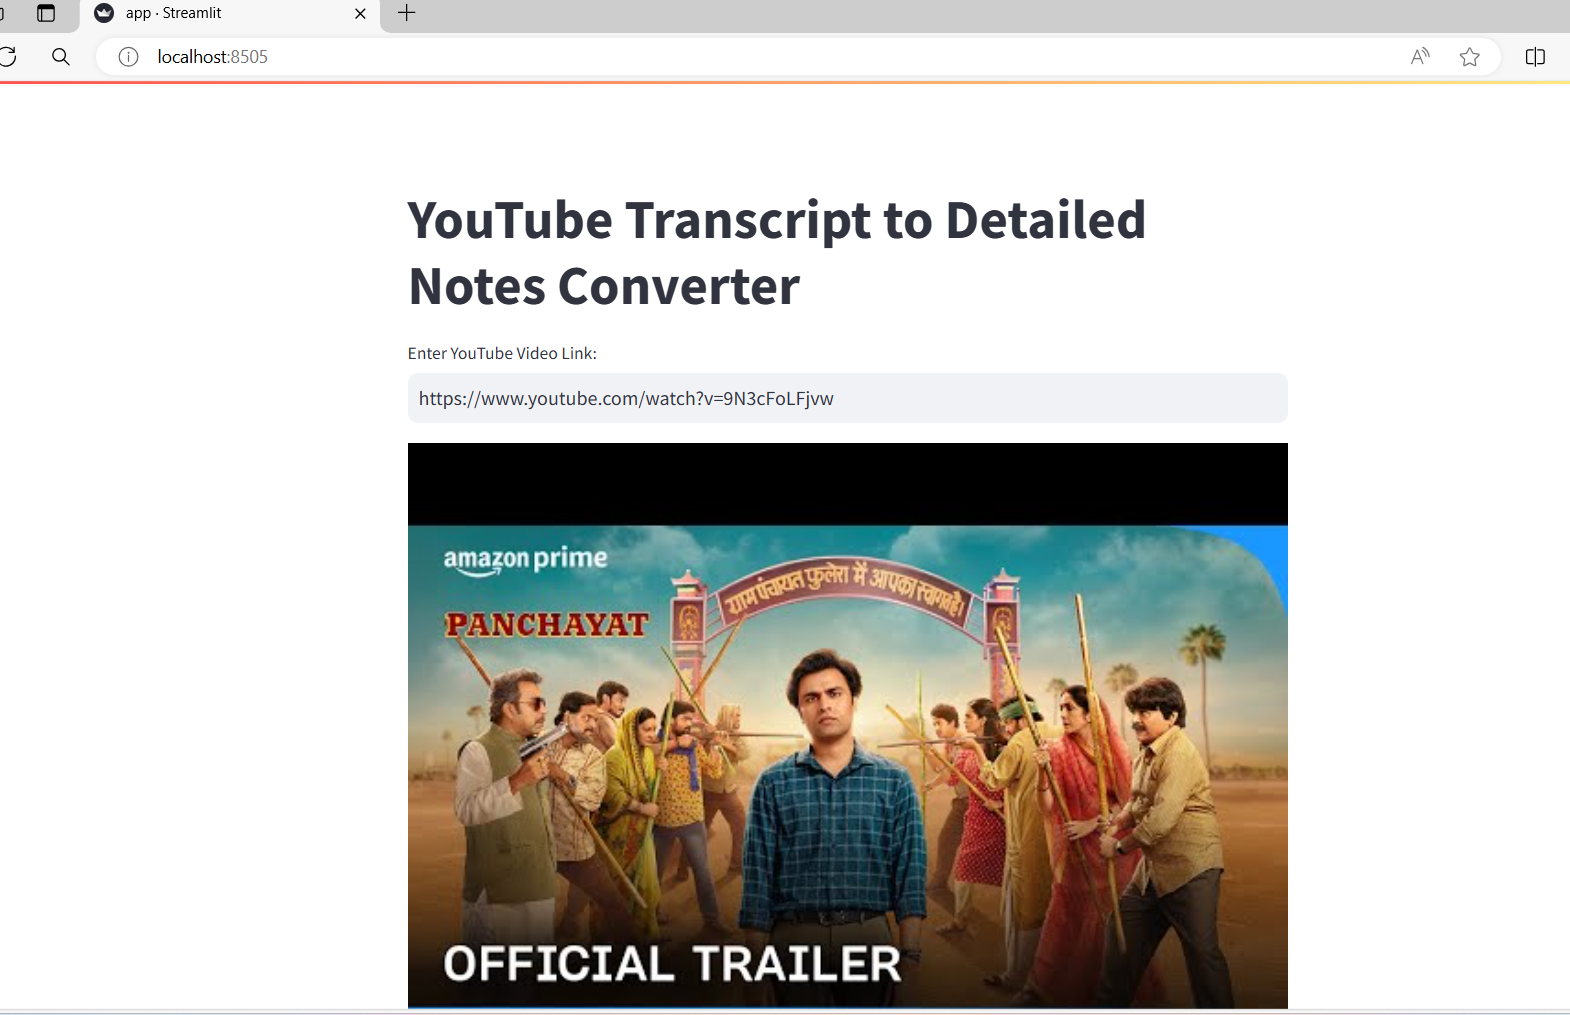 app · Streamlit
localhost:8505
YouTube Transcript to Detailed
Notes Converter
Enter YouTube Video Link:
https://www.youtube.com/watch?v=9N3cFoLFjvw
amazon prime
ग्राम पंचायत फुलेरा में आपका स्वागत है।
PANCHAYAT
OFFICIAL TRAILER